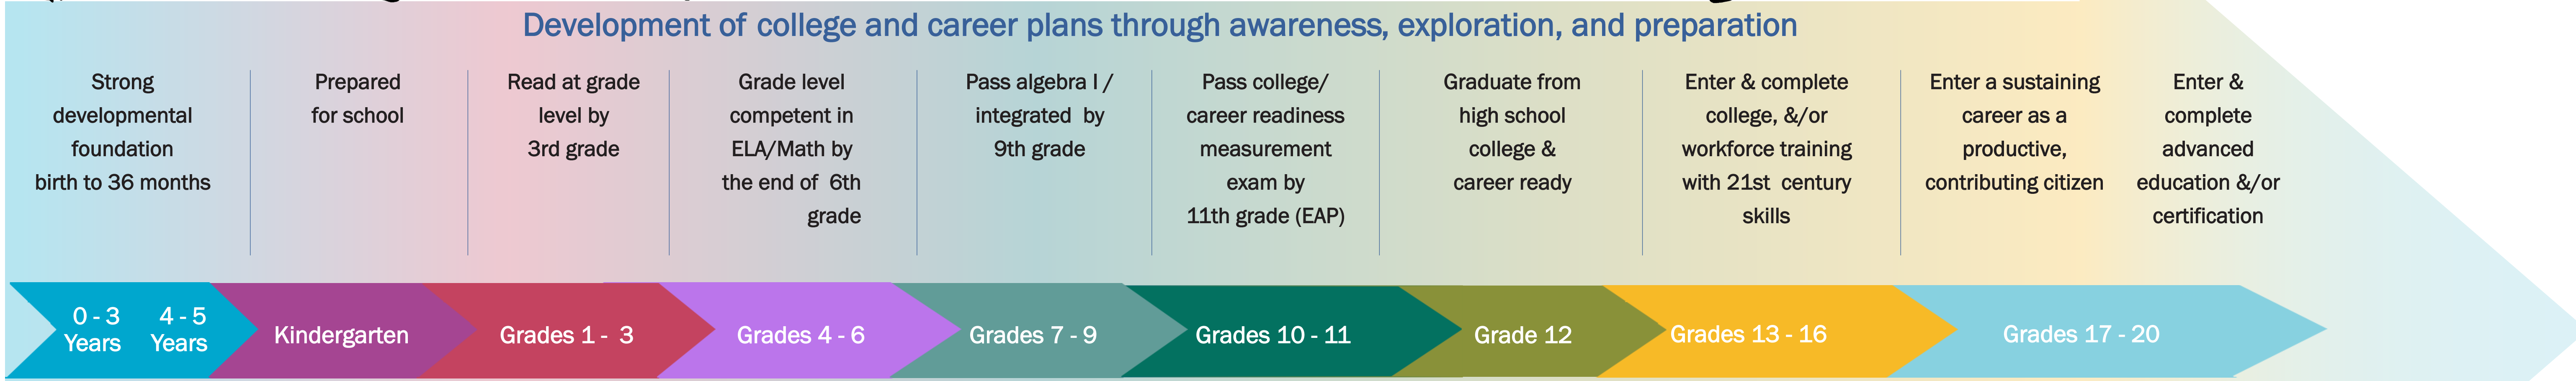 Development of college and career plans through awareness, exploration, and preparation
Strong
developmental
foundation
birth to 36 months
Prepared
for school
Read at grade
level by
3rd grade
Grade level
competent in
ELA/Math by
the end of 6th
grade
Pass algebra I /
integrated by
9th grade
Pass college/
career readiness
measurement
exam by
11th grade (EAP)
Graduate from
high school
college &
career ready
Enter & complete
college, &/or
workforce training
with 21st century
skills
Enter a sustaining
career as a
productive,
contributing citizen
Enter &
complete
advanced
education &/or
certification
0 - 3
Years
4 - 5
Years
Kindergarten
Grades 1 - 3
Grades 4 - 6
Grades 7 - 9
Grades 10 - 11
Grade 12
Grades 13 - 16
Grades 17 - 20